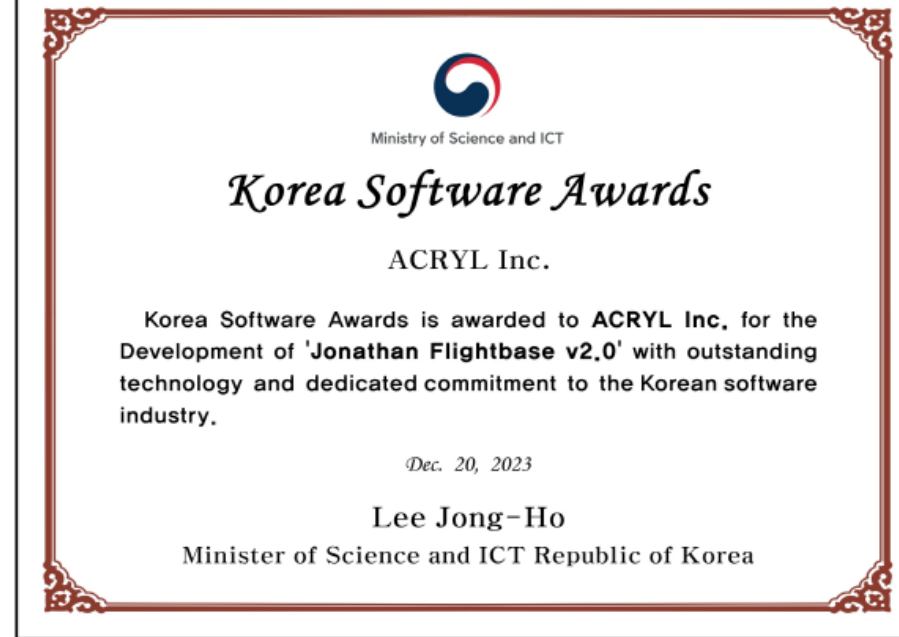 Ministry of Science and ICT
Korea Software Awards
ACRYL Inc.
Korea Software Awards is awarded to ACRYL Inc. for the
Development of 'Jonathan Flightbase v2.0' with outstanding
technology and dedicated commitment to the Korean software
industry.
Dec. 20, 2023
Lee Jong-Ho
Minister of Science and ICT Republic of Korea